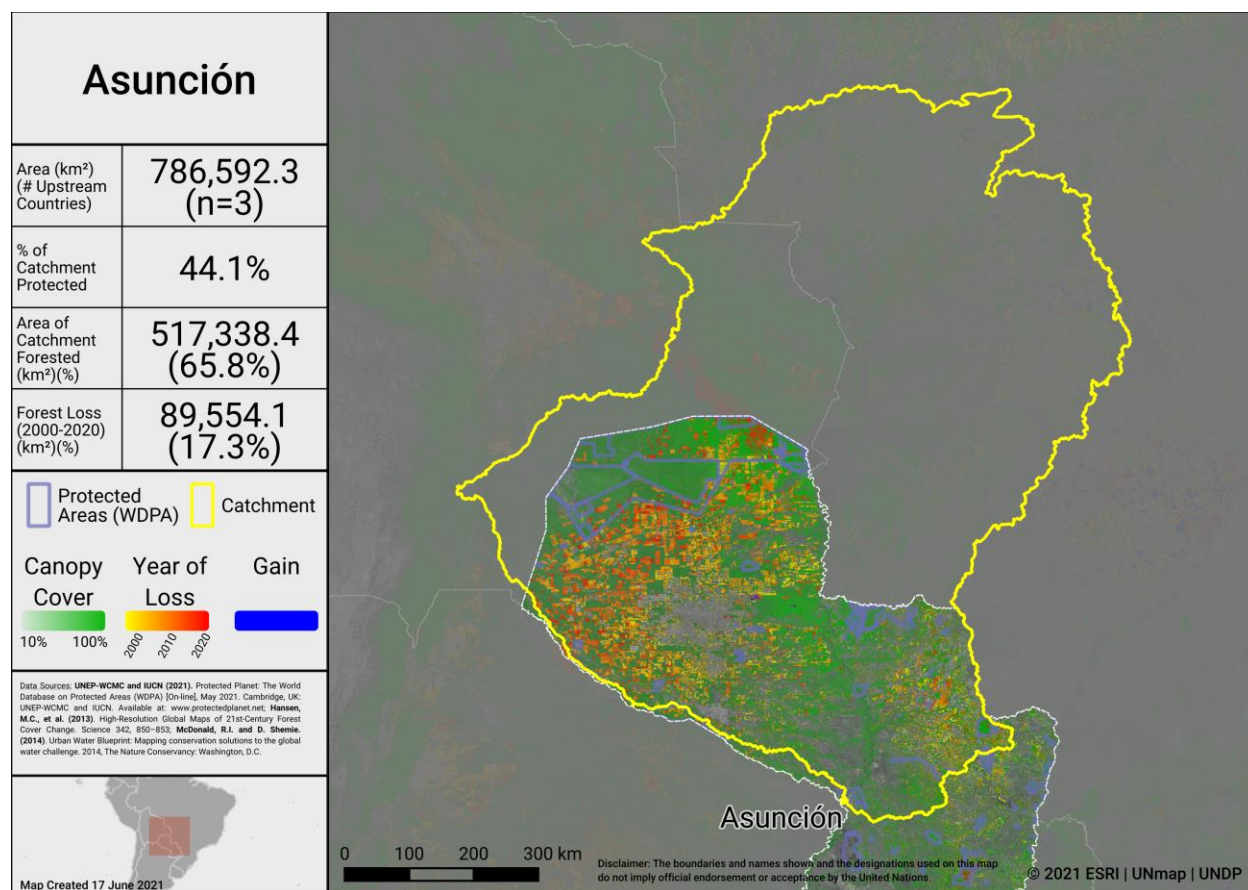 Asunción
Area (km²)
(# Upstream
Countries)
786,592.3
(n=3)
% of
Catchment
Protected
44.1%
Area of
Catchment
Forested
(km²)(%)
517,338.4
(65.8%)
Forest Loss
(2000-2020)
(km²)(%)
89,554.1
(17.3%)
Protected
Areas (WDPA)
Catchment
Canopy
Cover
10%
100%
Year of
Loss
2000
2010
2020
Gain
Data Sources: UNEP-WCMC and IUCN (2021). Protected Planet: The World
Database on Protected Areas (WDPA) [On-line], May 2021. Cambridge, UK:
UNEP-WCMC and IUCN. Available at: www.protectedplanet.net; Hansen,
M.C., et al. (2013). High-Resolution Global Maps of 21st-Century Forest
Cover Change. Science 342, 850–853; McDonald, R.I. and D. Shemie.
(2014). Urban Water Blueprint: Mapping conservation solutions to the global
water challenge. 2014, The Nature Conservancy: Washington, D.C.
Map Created 17 June 2021
Asunción
0 100 200 300 km
Disclaimer: The boundaries and names shown and the designations used on this map
do not imply official endorsement or acceptance by the United Nations.
© 2021 ESRI | UNmap | UNDP